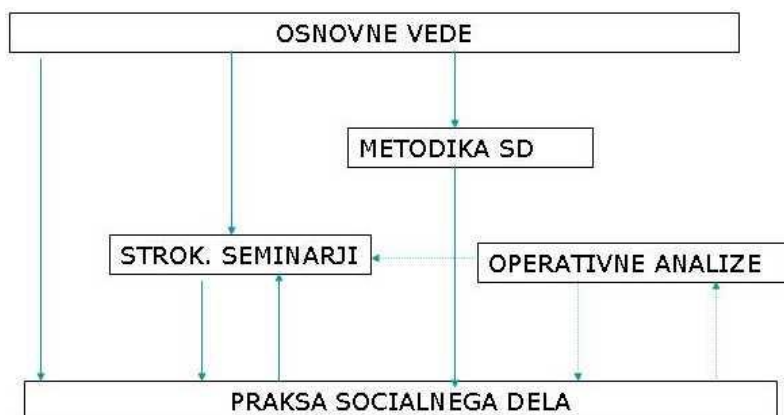 OSNOVNE VEDE
METODIKA SD
STROK. SEMINARJI
OPERATIVNE ANALIZE
PRAKSA SOCIALNEGA DELA